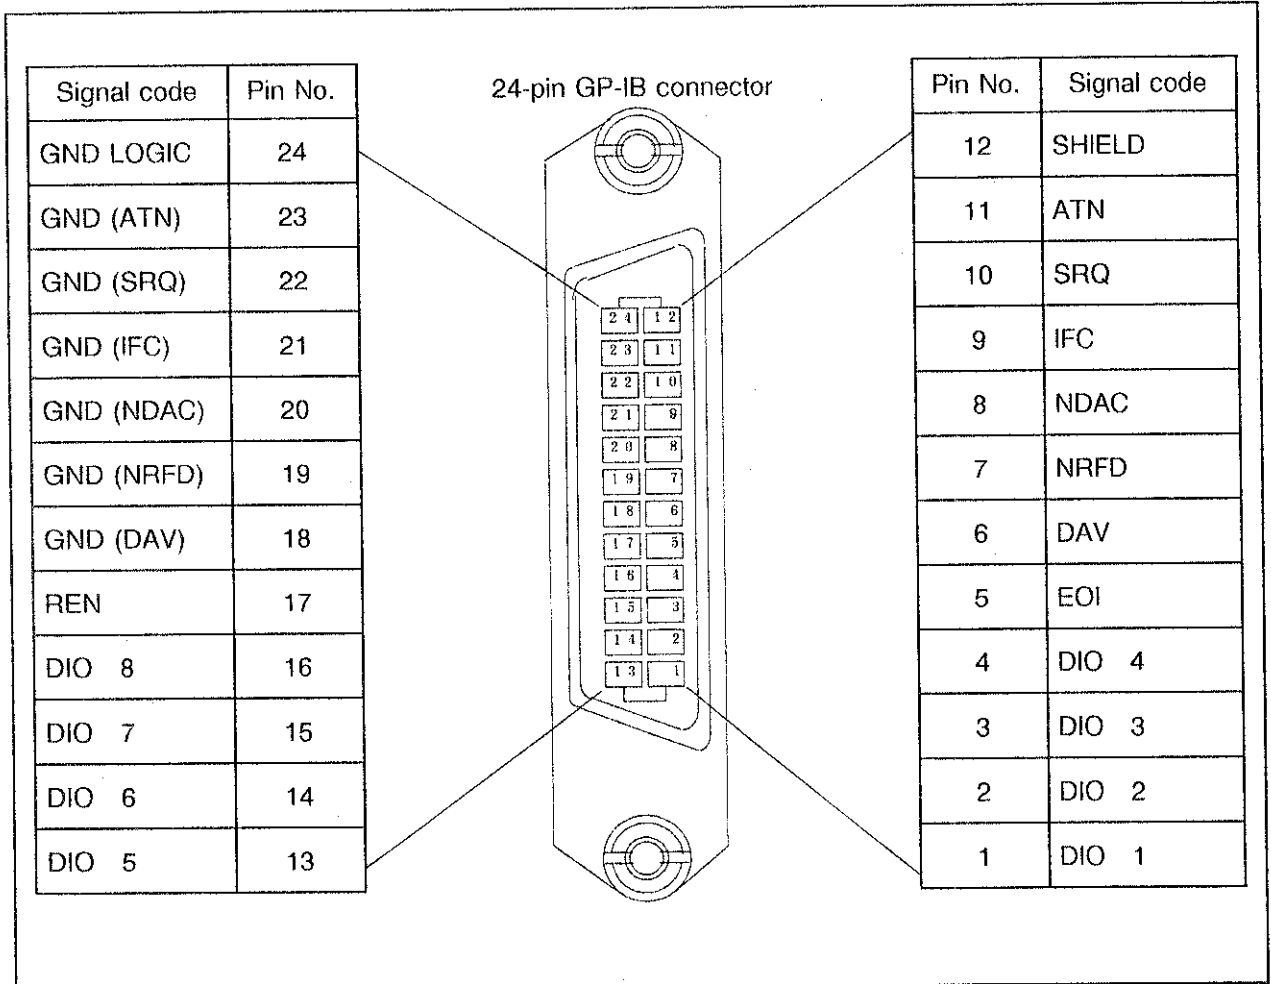 24-pin GP-IB connector
Signal code Pin No.
GND LOGIC 24
GND (ATN) 23
GND (SRQ) 22
GND (IFC) 21
GND (NDAC) 20
GND (NRFD) 19
GND (DAV) 18
REN 17
DIO 8 16
DIO 7 15
DIO 6 14
DIO 5 13
24 12
23 11
22 10
21 9
20 8
19 7
18 6
17 5
16 4
15 3
14 2
13 1
Pin No. Signal code
12 SHIELD
11 ATN
10 SRQ
9 IFC
8 NDAC
7 NRFD
6 DAV
5 EOI
4 DIO 4
3 DIO 3
2 DIO 2
1 DIO 1